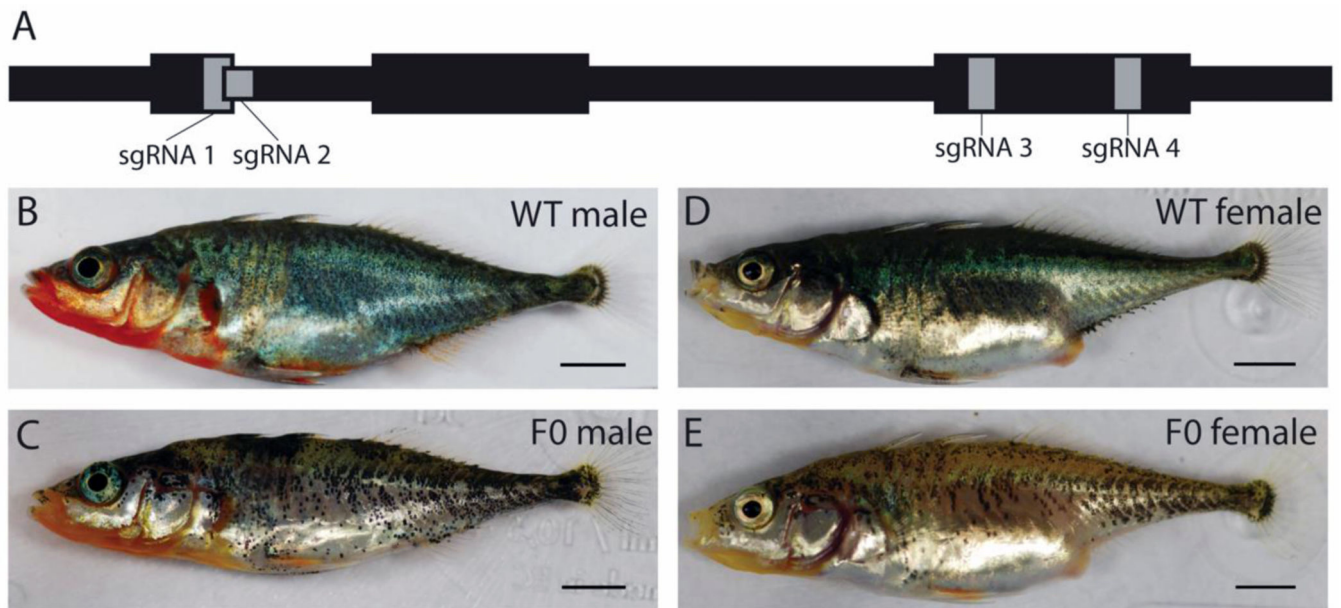 A
sgRNA 1 sgRNA 2 sgRNA 3 sgRNA 4
B WT male
D WT female
C F0 male
E F0 female